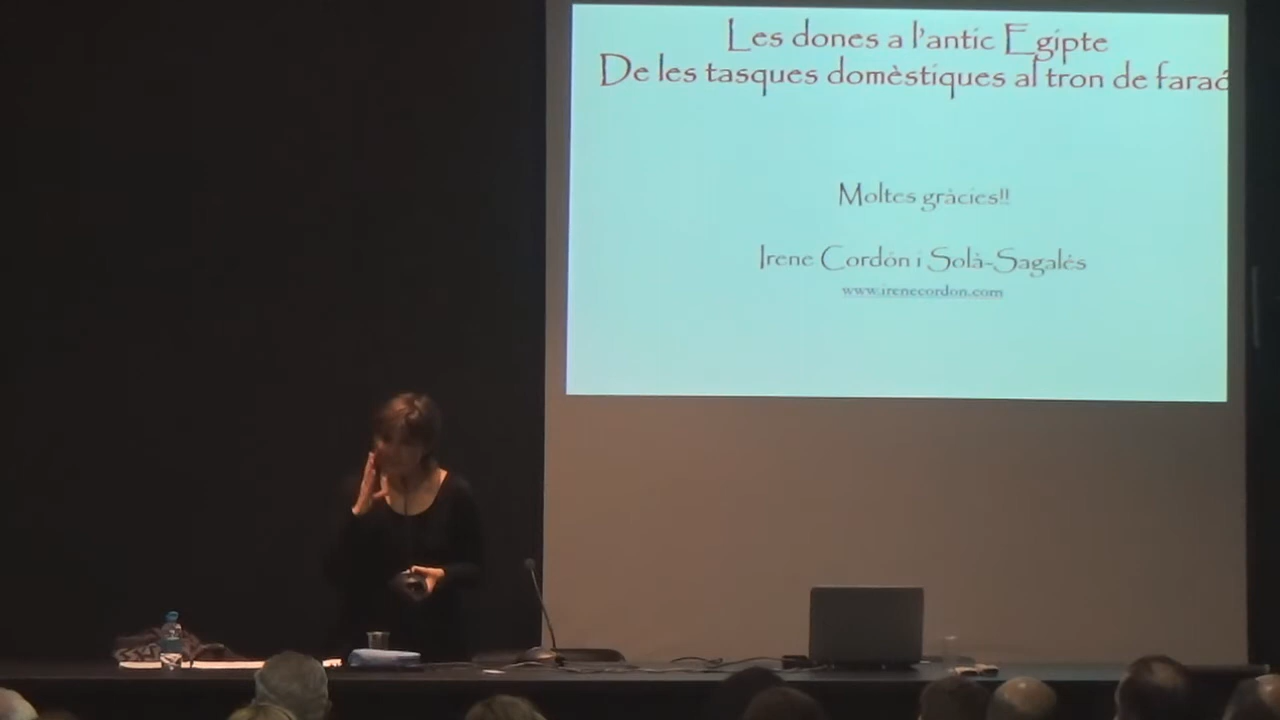 Les dones a l'antic Egipte
De les tasques domèstiques al tron de faraó
Moltes gràcies!!
Irene Cordón i Solà-Sagalés
www.irenecordon.com